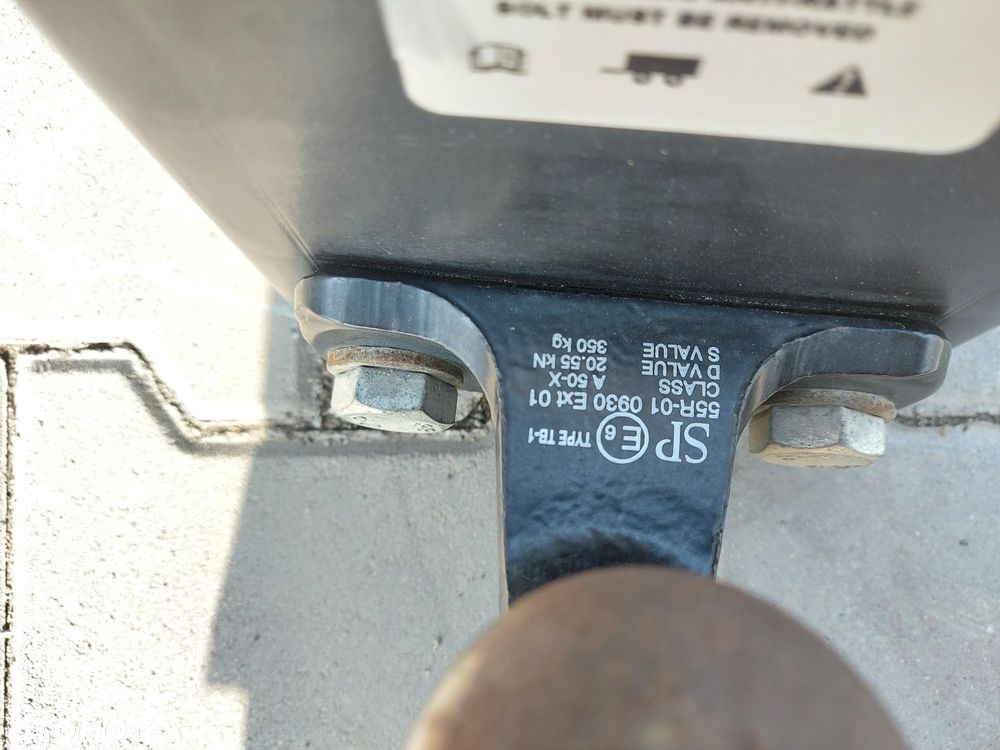 BOLT MUST BE REMOVED
SP E6 TYPE TB-1
55R-01 0930 Ext 01
CLASS A 50-X
D VALUE 20.55 kN
S VALUE 350 kg